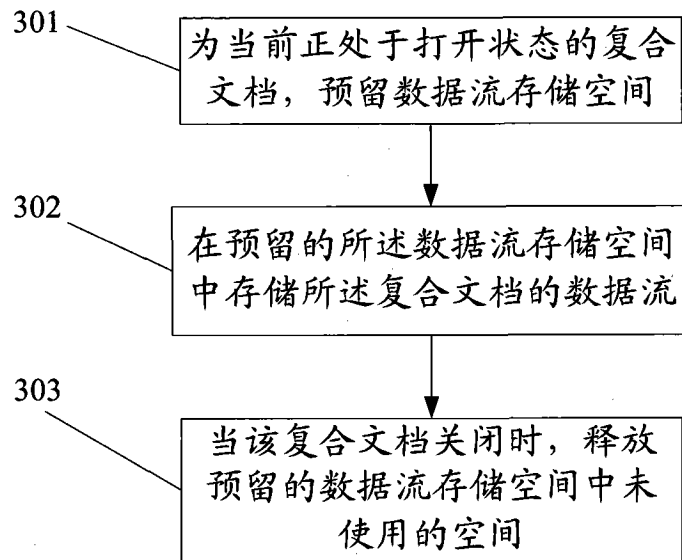 301
为当前正处于打开状态的复合
文档，预留数据流存储空间
302
在预留的所述数据流存储空间
中存储所述复合文档的数据流
303
当该复合文档关闭时，释放
预留的数据流存储空间中未
使用的空间